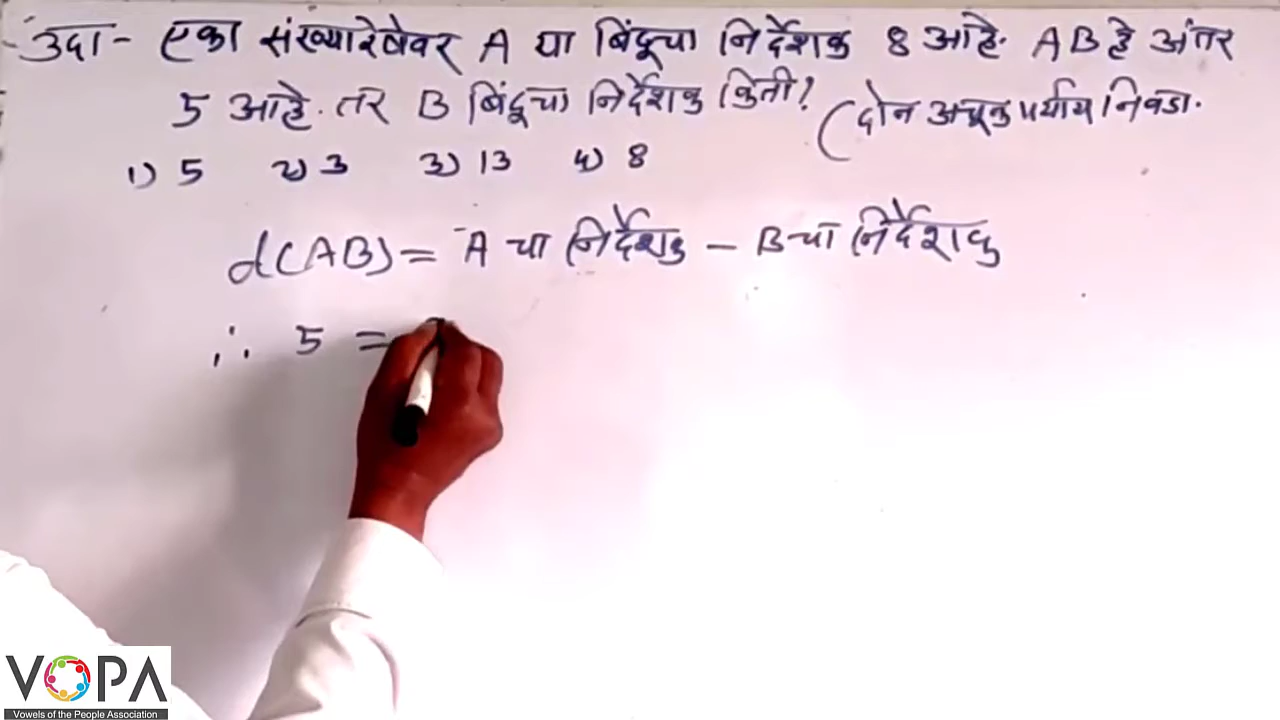 उदा - एका संख्यारेषेवर A या बिंदूचा निर्देशक 8 आहे. AB हे अंतर
5 आहे. तर B बिंदूचा निर्देशक किती? (दोन अचूक पर्याय निवडा.
1) 5 2) 3 3) 13 4) 8
d(AB) = A चा निर्देशक - B चा निर्देशक
∴ 5 =
VOPA
Vowels of the People Association